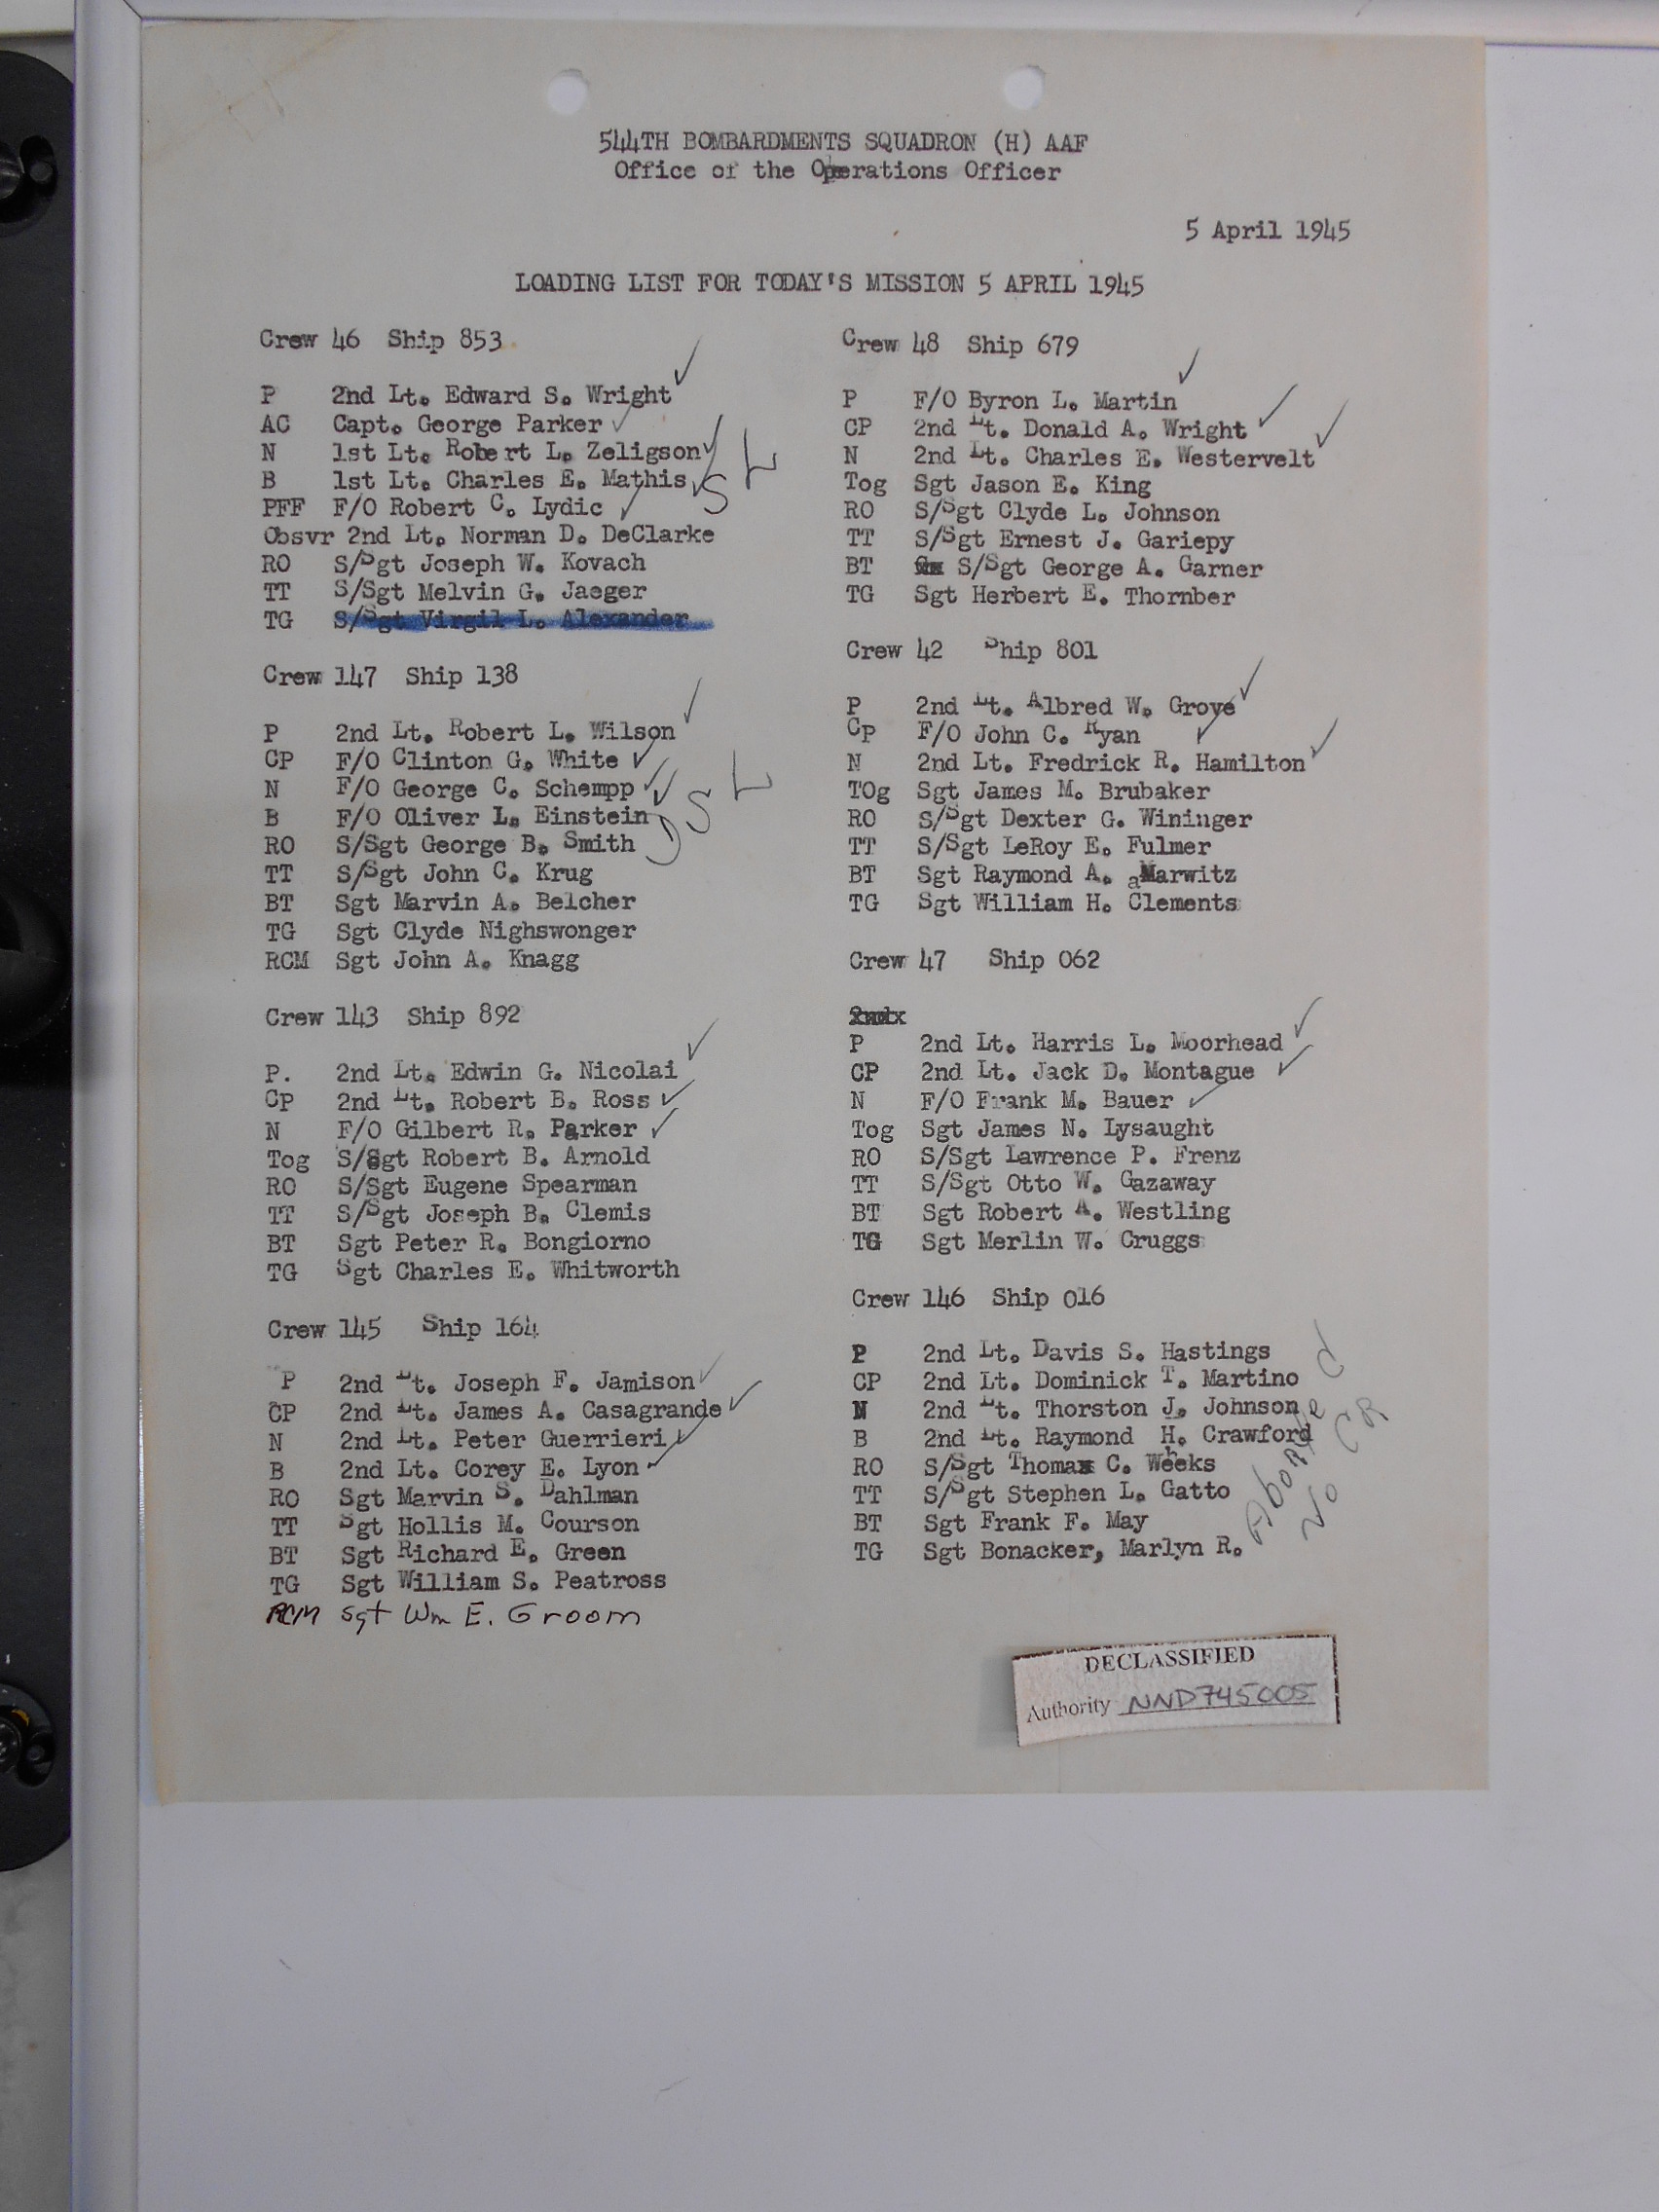 544TH BOMBARDMENTS SQUADRON (H) AAF
Office of the Operations Officer
5 April 1945
LOADING LIST FOR TODAY'S MISSION 5 APRIL 1945
Crew 46 Ship 853
P 2nd Lt. Edward S. Wright ✓
AC Capt. George Parker ✓
N 1st Lt. Robert L. Zeligson ✓
B 1st Lt. Charles E. Mathis ✓ SL
PFF F/O Robert C. Lydic ✓
Obsvr 2nd Lt. Norman D. DeClarke
RO S/Sgt Joseph W. Kovach
TT S/Sgt Melvin G. Jaeger
TG S/Sgt Virgil L. Alexander
Crew 147 Ship 138
P 2nd Lt. Robert L. Wilson ✓
CP F/O Clinton G. White ✓
N F/O George C. Schempp ✓
B F/O Oliver L. Einstein ✓ SL
RO S/Sgt George B. Smith
TT S/Sgt John C. Krug
BT Sgt Marvin A. Belcher
TG Sgt Clyde Nighswonger
RCM Sgt John A. Knagg
Crew 143 Ship 892
P. 2nd Lt. Edwin G. Nicolai ✓
CP 2nd Lt. Robert B. Ross ✓
N F/O Gilbert R. Parker ✓
Tog S/Sgt Robert B. Arnold
RO S/Sgt Eugene Spearman
TT S/Sgt Joseph B. Clemis
BT Sgt Peter R. Bongiorno
TG Sgt Charles E. Whitworth
Crew 145 Ship 164
P 2nd Lt. Joseph F. Jamison ✓
CP 2nd Lt. James A. Casagrande ✓
N 2nd Lt. Peter Guerrieri ✓
B 2nd Lt. Corey E. Lyon ✓
RO Sgt Marvin S. Dahlman
TT Sgt Hollis M. Courson
BT Sgt Richard E. Green
TG Sgt William S. Peatross
RCM Sgt Wm E. Groom
Crew 48 Ship 679
P F/O Byron L. Martin ✓
CP 2nd Lt. Donald A. Wright ✓
N 2nd Lt. Charles E. Westervelt ✓
Tog Sgt Jason E. King
RO S/Sgt Clyde L. Johnson
TT S/Sgt Ernest J. Gariepy
BT S/Sgt George A. Garner
TG Sgt Herbert E. Thornber
Crew 42 Ship 801
P 2nd Lt. Albred W. Grove ✓
CP F/O John C. Ryan ✓
N 2nd Lt. Fredrick R. Hamilton ✓
TOg Sgt James M. Brubaker
RO S/Sgt Dexter G. Wininger
TT S/Sgt LeRoy E. Fulmer
BT Sgt Raymond A. aMarwitz
TG Sgt William H. Clements
Crew 47 Ship 062
P 2nd Lt. Harris L. Moorhead ✓
CP 2nd Lt. Jack D. Montague ✓
N F/O Frank M. Bauer ✓
Tog Sgt James N. Lysaught
RO S/Sgt Lawrence P. Frenz
TT S/Sgt Otto W. Gazaway
BT Sgt Robert A. Westling
TG Sgt Merlin W. Cruggs
Crew 146 Ship 016
P 2nd Lt. Davis S. Hastings
CP 2nd Lt. Dominick T. Martino
N 2nd Lt. Thorston J. Johnson
B 2nd Lt. Raymond H. Crawford
RO S/Sgt Thomas C. Weeks
TT S/Sgt Stephen L. Gatto
BT Sgt Frank F. May
TG Sgt Bonacker, Marlyn R.
Aborted
No CR
DECLASSIFIED
Authority NND745005